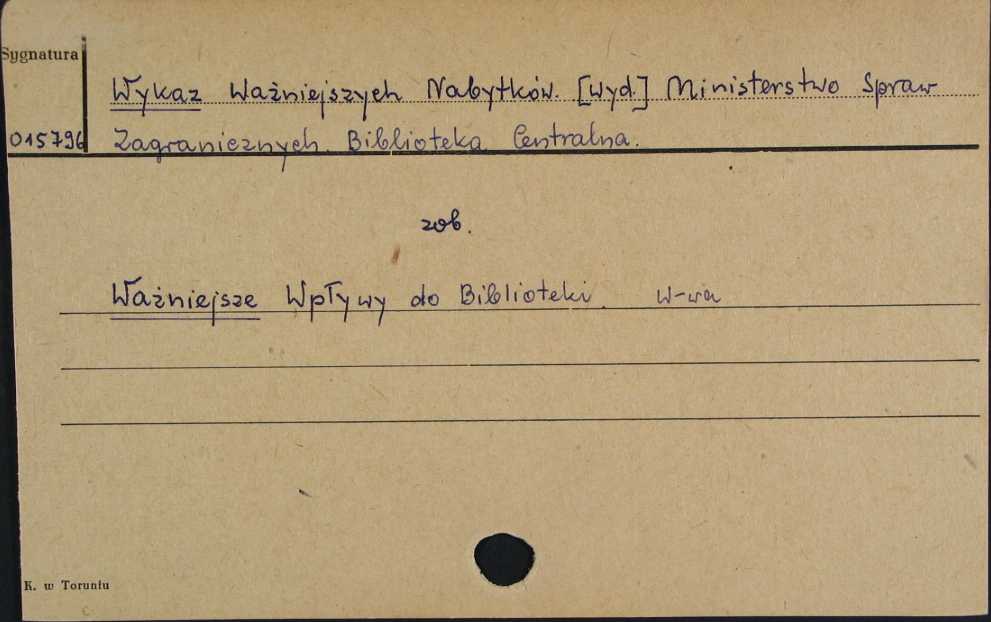 Sygnatura
Wykaz Ważniejszych Nabytków. [Wyd.] Ministerstwo Spraw
015796 Zagranicznych. Biblioteka Centralna.
zob.
Ważniejsze Wpływy do Biblioteki. W-wa
K. w Toruniu